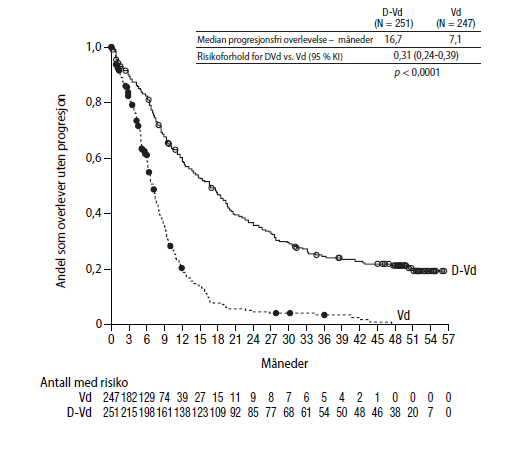 D-Vd Vd
(N = 251) (N = 247)
Median progresjonsfri overlevelse – måneder 16,7 7,1
Risikoforhold for DVd vs. Vd (95 % KI) 0,31 (0,24-0,39)
p < 0,0001
Andel som overlever uten progresjon
1,0
0,8
0,6
0,4
0,2
0
D-Vd
Vd
0 3 6 9 12 15 18 21 24 27 30 33 36 39 42 45 48 51 54 57
Måneder
Antall med risiko
Vd 247 182 129 74 39 27 15 11 9 8 7 6 5 4 2 1 0 0 0 0
D-Vd 251 215 198 161 138 123 109 92 85 77 68 61 54 50 48 46 38 20 7 0